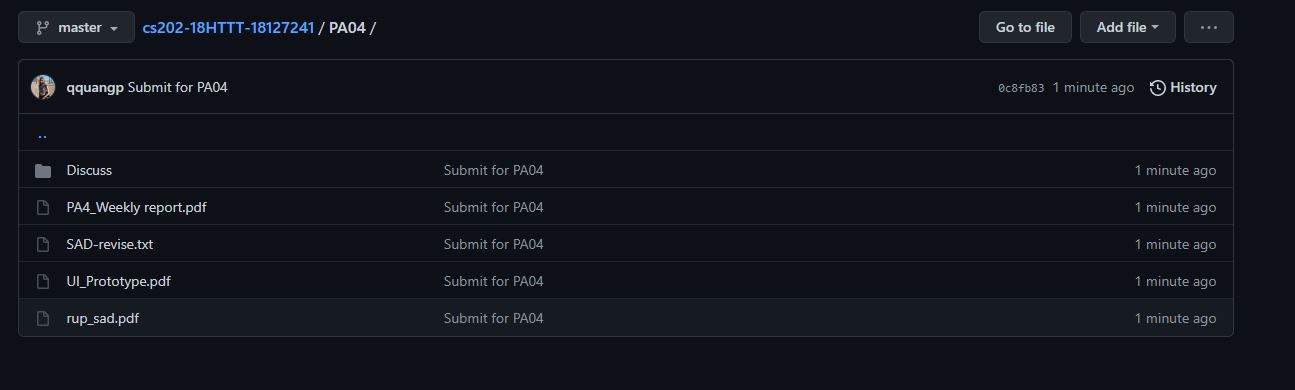 master cs202-18HTTT-18127241 / PA04 / Go to file Add file ...
qquangp Submit for PA04 0c8fb83 1 minute ago History
..
Discuss Submit for PA04 1 minute ago
PA4_Weekly report.pdf Submit for PA04 1 minute ago
SAD-revise.txt Submit for PA04 1 minute ago
UI_Prototype.pdf Submit for PA04 1 minute ago
rup_sad.pdf Submit for PA04 1 minute ago